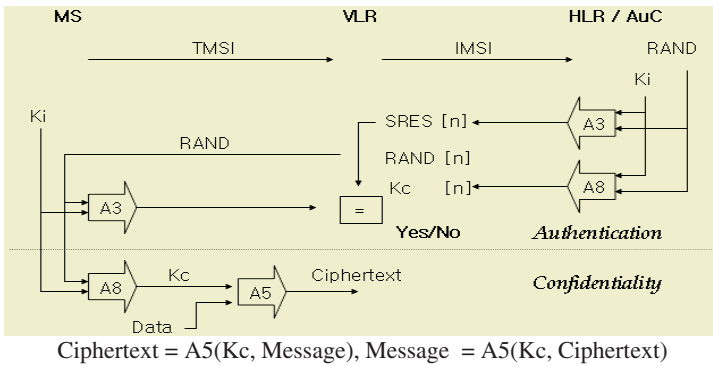 MS VLR HLR / AuC
TMSI IMSI RAND
Ki
Ki
SRES [n] A3
RAND
RAND [n]
Kc [n] A8
A3 =
Yes/No Authentication
Kc Ciphertext Confidentiality
A8 A5
Data
Ciphertext = A5(Kc, Message), Message = A5(Kc, Ciphertext)